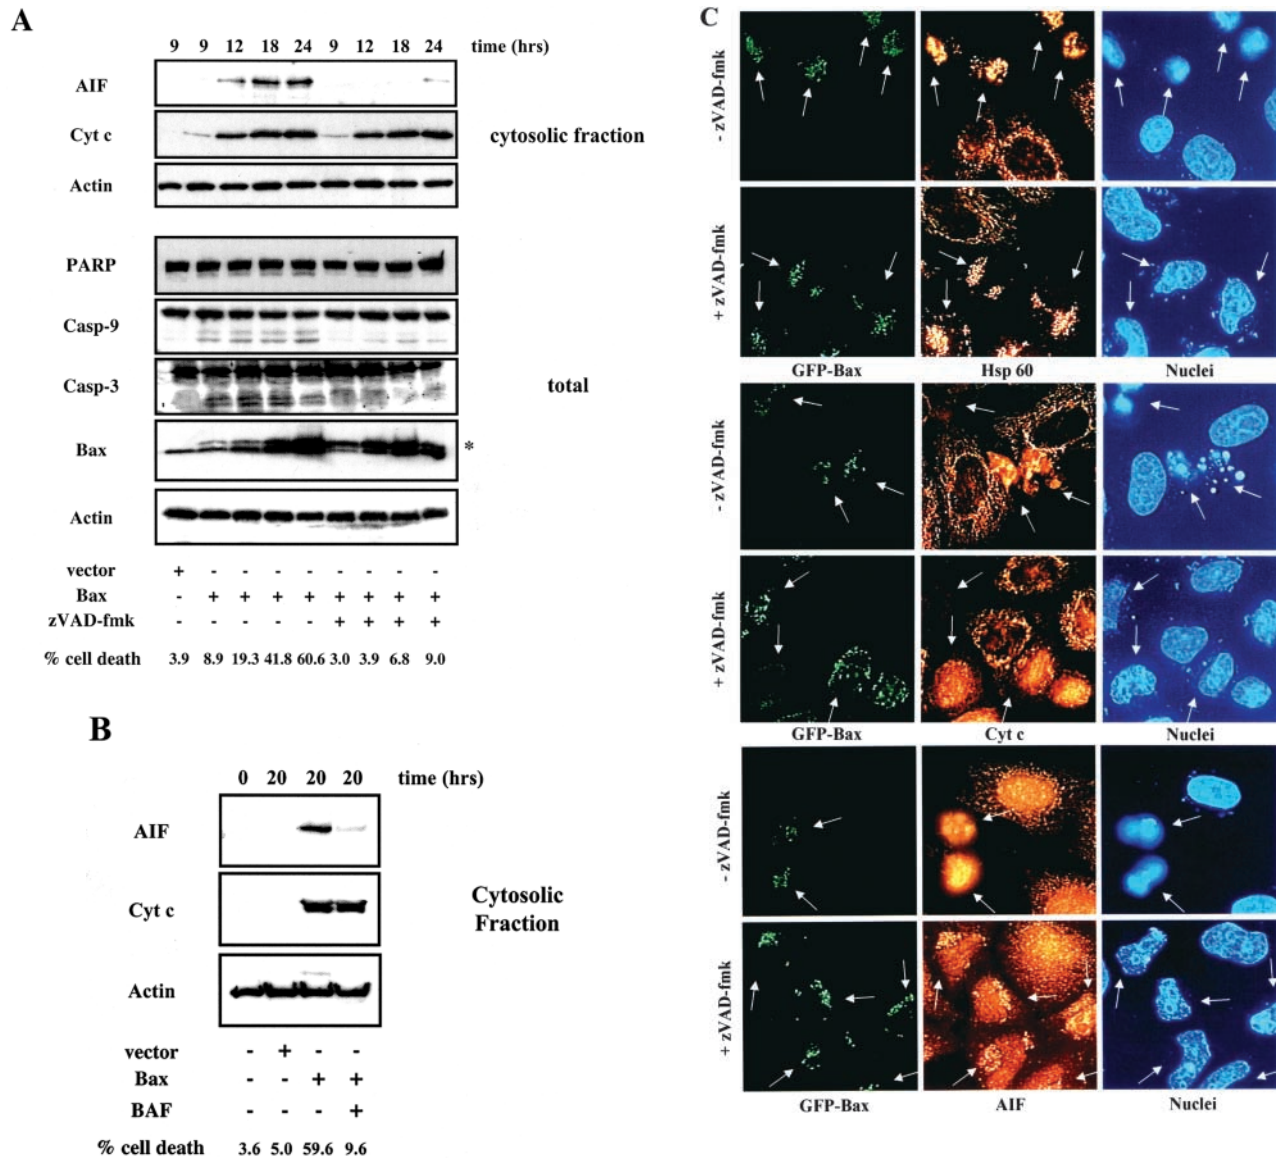 A
9 9 12 18 24 9 12 18 24 time (hrs)
AIF
Cyt c
cytosolic fraction
Actin
PARP
Casp-9
Casp-3
total
Bax
*
Actin
vector + - - - - - - - -
Bax - + + + + + + + +
zVAD-fmk - - - - - + + + +
% cell death 3.9 8.9 19.3 41.8 60.6 3.0 3.9 6.8 9.0
B
0 20 20 20 time (hrs)
AIF
Cyt c
Cytosolic
Fraction
Actin
vector - + - -
Bax - - + +
BAF - - - +
% cell death 3.6 5.0 59.6 9.6
C
- zVAD-fmk
+ zVAD-fmk
GFP-Bax Hsp 60 Nuclei
- zVAD-fmk
+ zVAD-fmk
GFP-Bax Cyt c Nuclei
- zVAD-fmk
+ zVAD-fmk
GFP-Bax AIF Nuclei